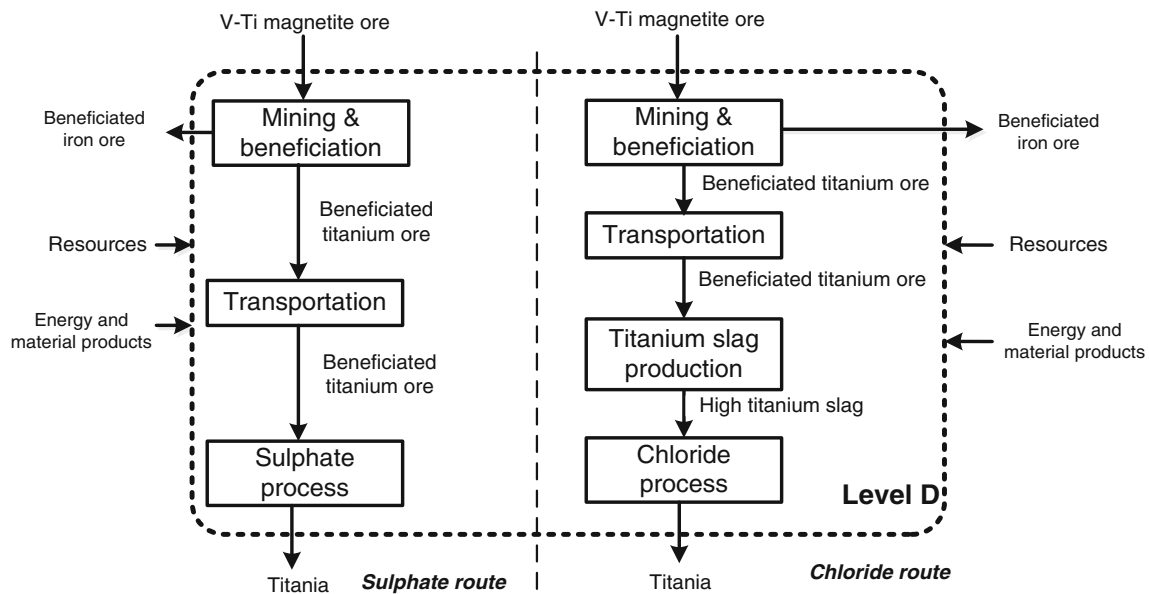 V-Ti magnetite ore
Beneficiated
iron ore
Mining &
beneficiation
Beneficiated
titanium ore
Resources
Transportation
Energy and
material products
Beneficiated
titanium ore
Sulphate
process
Titania
Sulphate route
V-Ti magnetite ore
Mining &
beneficiation
Beneficiated
iron ore
Beneficiated titanium ore
Transportation
Resources
Beneficiated titanium ore
Titanium slag
production
Energy and
material products
High titanium slag
Chloride
process
Level D
Titania
Chloride route